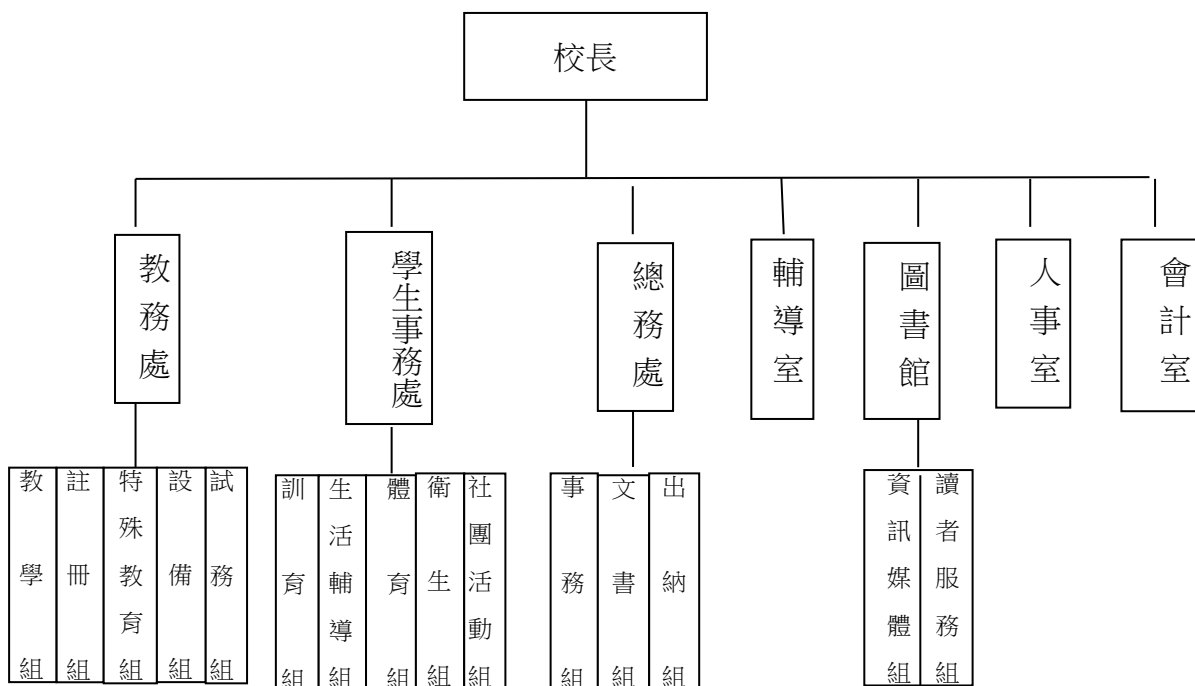 校長
教務處
學生事務處
總務處
輔導室
圖書館
人事室
會計室
教學組
註冊組
特殊教育組
設備組
試務組
訓育組
生活輔導組
體育組
衛生組
社團活動組
事務組
文書組
出納組
資訊媒體組
讀者服務組